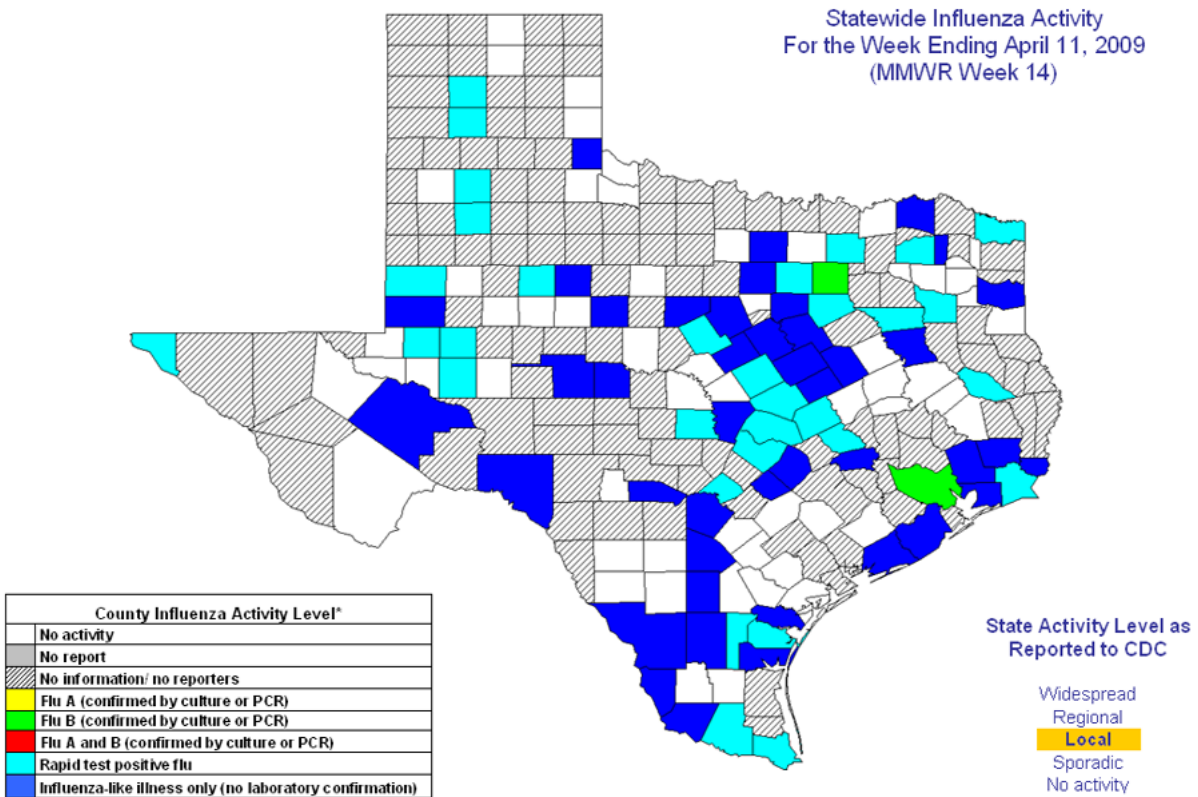 Statewide Influenza Activity
For the Week Ending April 11, 2009
(MMWR Week 14)
County Influenza Activity Level*
No activity
No report
No information/ no reporters
Flu A (confirmed by culture or PCR)
Flu B (confirmed by culture or PCR)
Flu A and B (confirmed by culture or PCR)
Rapid test positive flu
Influenza-like illness only (no laboratory confirmation)
State Activity Level as
Reported to CDC
Widespread
Regional
Local
Sporadic
No activity